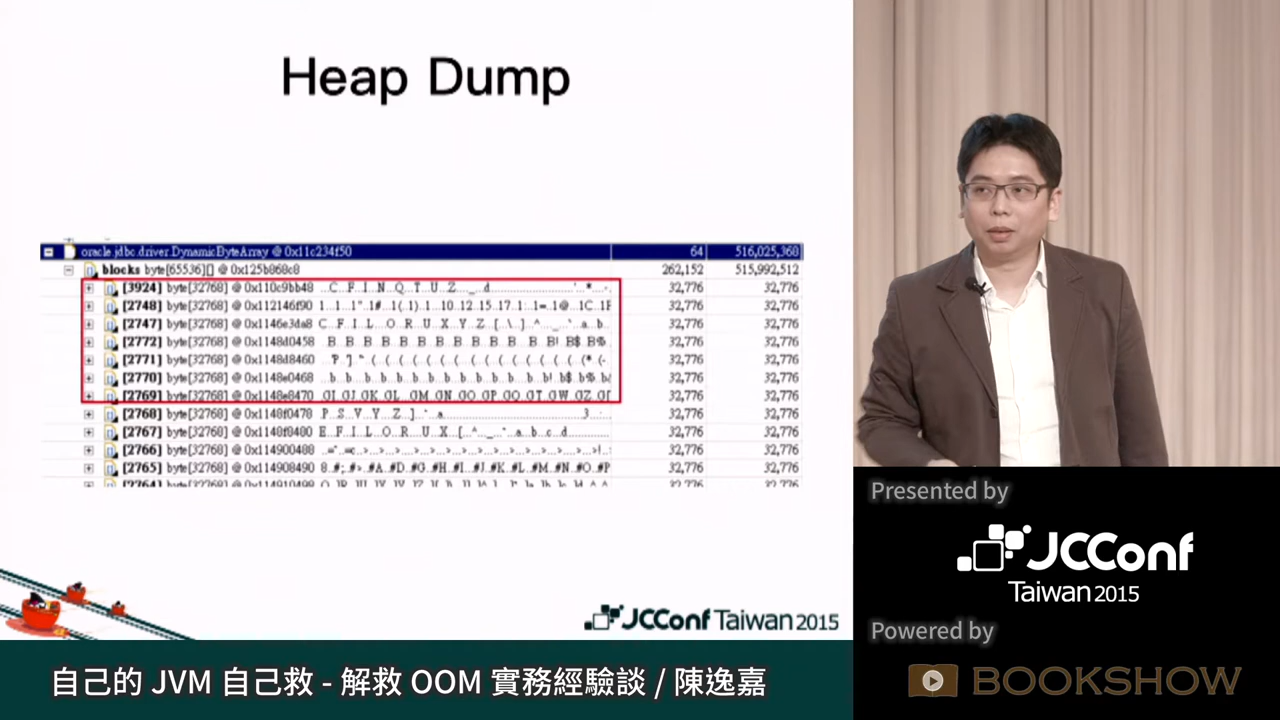 Heap Dump
oracle.jdbc.driver.DynamicByteArray @ 0x11c234f50 64 516,025,368
blocks byte[65536][] @ 0x125b868c8 262,152 515,992,512
[3924] byte[32768] @ 0x110c9bb48 32,776 32,776
[2748] byte[32768] @ 0x112146f90 32,776 32,776
[2747] byte[32768] @ 0x1146e3da8 32,776 32,776
[2772] byte[32768] @ 0x1148d0458 32,776 32,776
[2771] byte[32768] @ 0x1148d8460 32,776 32,776
[2770] byte[32768] @ 0x1148e0468 32,776 32,776
[2769] byte[32768] @ 0x1148e8470 32,776 32,776
[2768] byte[32768] @ 0x1148f0478 32,776 32,776
[2767] byte[32768] @ 0x1148f8480 32,776 32,776
[2766] byte[32768] @ 0x114900488 32,776 32,776
[2765] byte[32768] @ 0x114908490 32,776 32,776
JCConf Taiwan 2015
自己的 JVM 自己救 - 解救 OOM 實務經驗談 / 陳逸嘉
Presented by
JCConf
Taiwan 2015
Powered by
BOOKSHOW